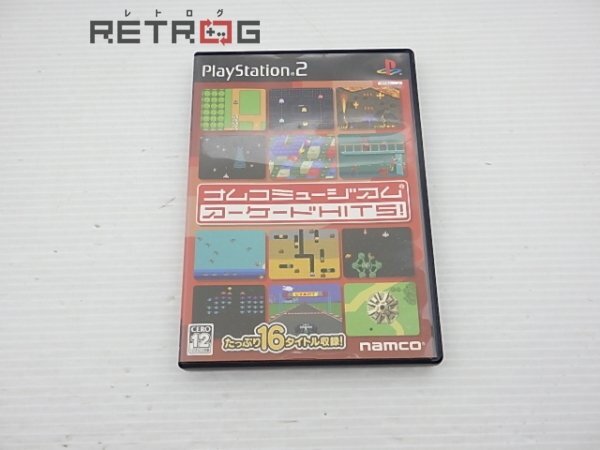 レトログ
RETROG
PlayStation.2
ナムコミュージアム
アーケードHITS!
CERO
12
たっぷり16タイトル収録!
namco